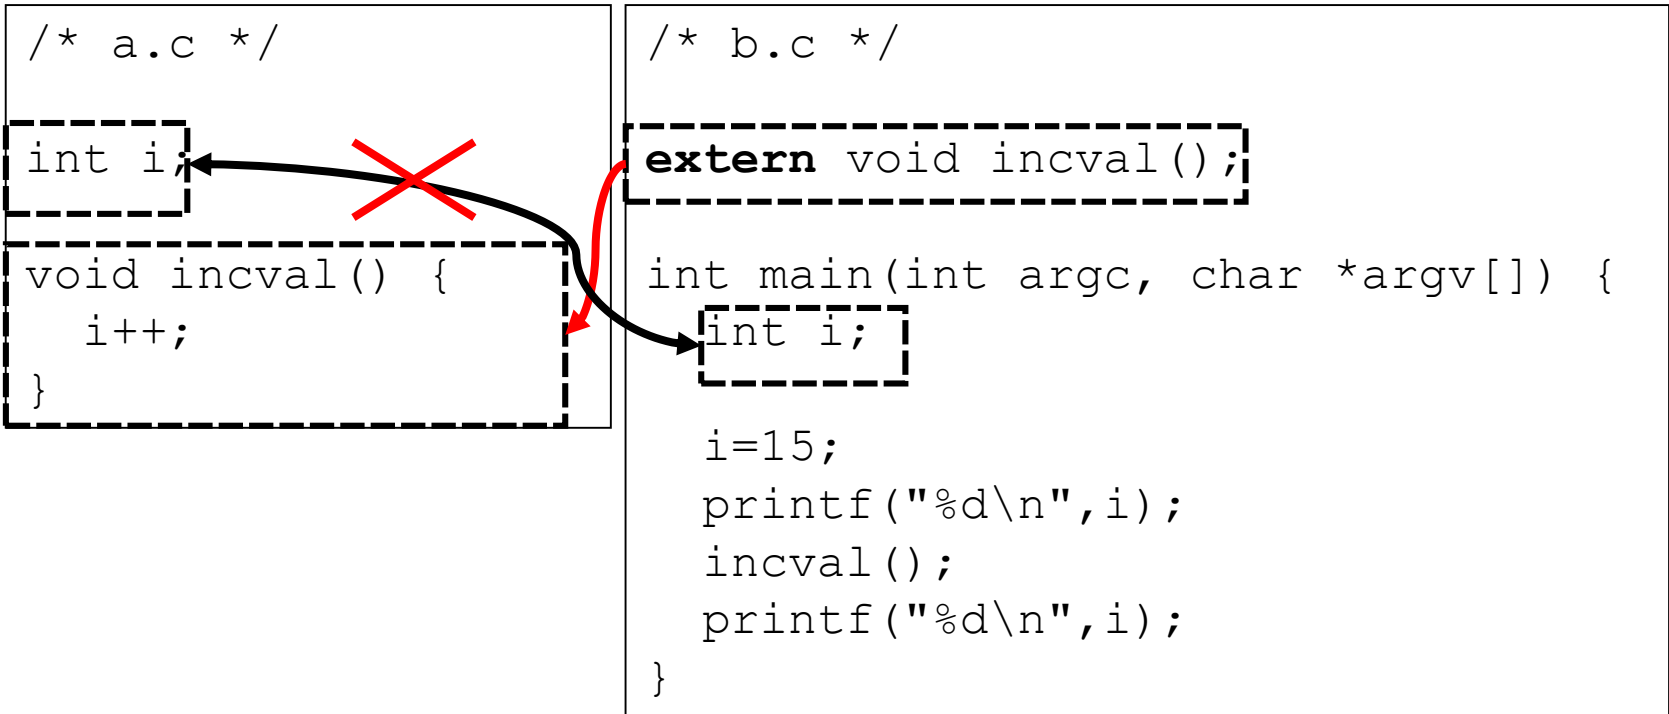 /* a.c */
int i;
void incval() {
  i++;
}
/* b.c */
extern void incval();
int main(int argc, char *argv[]) {
  int i;
  i=15;
  printf("%d\n",i);
  incval();
  printf("%d\n",i);
}